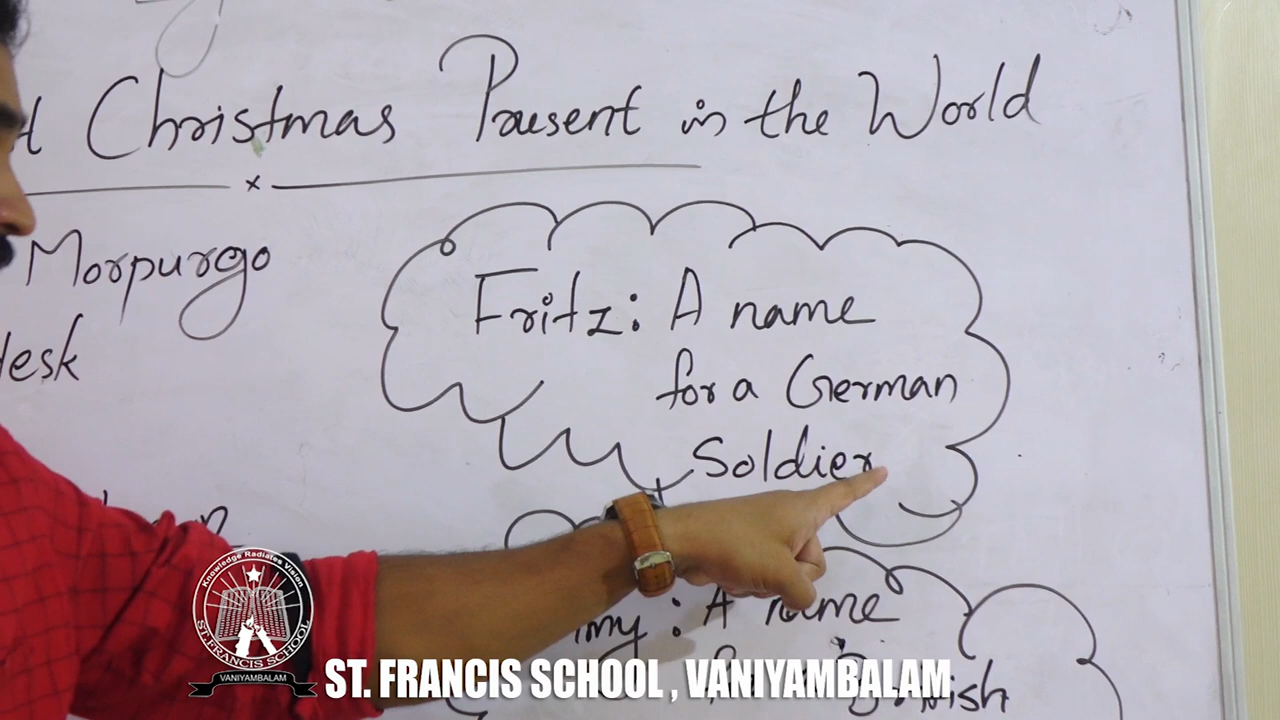 Christmas Present in the World
Morpurgo
desk
Fritz: A name
for a German
Soldier
: A name
Knowledge Radiates Vision
ST. FRANCIS SCHOOL
VANIYAMBALAM
ST. FRANCIS SCHOOL , VANIYAMBALAM